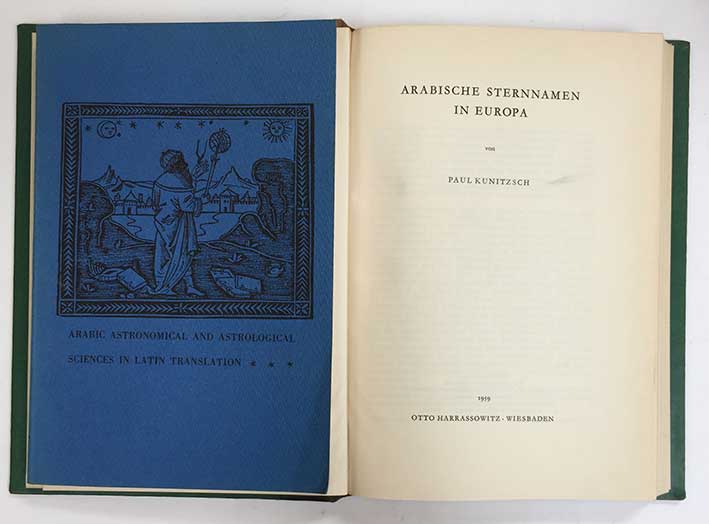 ARABIC ASTRONOMICAL AND ASTROLOGICAL
SCIENCES IN LATIN TRANSLATION * * *
ARABISCHE STERNNAMEN
IN EUROPA
von
PAUL KUNITZSCH
1959
OTTO HARRASSOWITZ · WIESBADEN